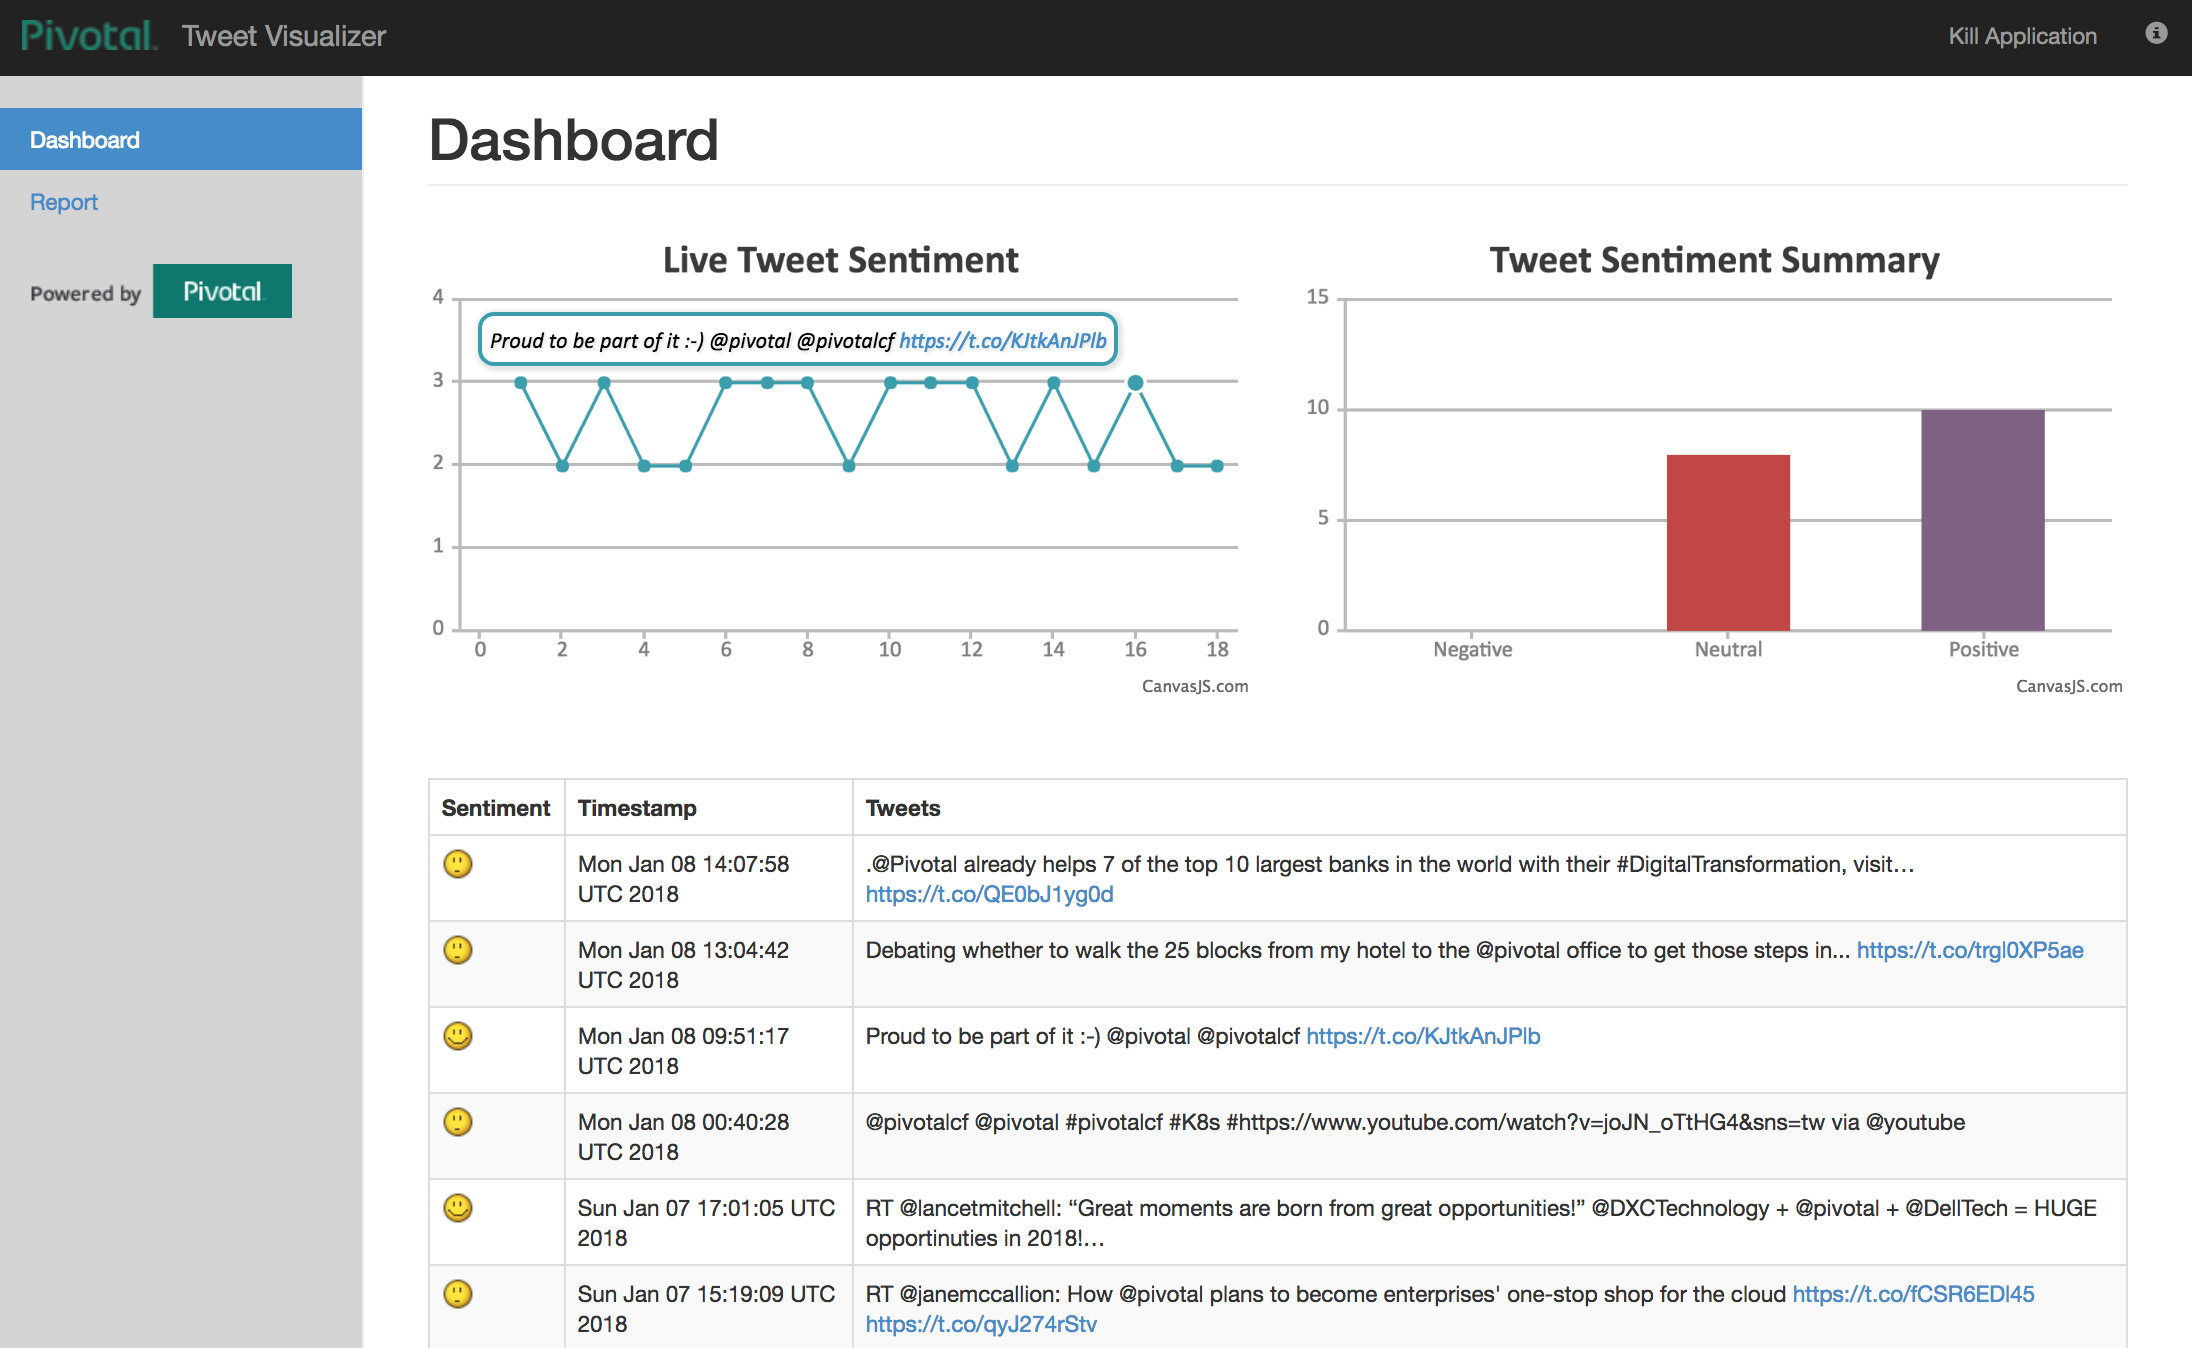 Pivotal. Tweet Visualizer
Kill Application
Dashboard
Report
Powered by Pivotal.
Dashboard
Live Tweet Sentiment
4
3
2
1
0
Proud to be part of it :-) @pivotal @pivotalcf https://t.co/KJtkAnJPlb
0 2 4 6 8 10 12 14 16 18
CanvasJS.com
Tweet Sentiment Summary
15
10
5
0
Negative Neutral Positive
CanvasJS.com
Sentiment Timestamp Tweets
Mon Jan 08 14:07:58 .@Pivotal already helps 7 of the top 10 largest banks in the world with their #DigitalTransformation, visit…
UTC 2018 https://t.co/QE0bJ1yg0d
Mon Jan 08 13:04:42 Debating whether to walk the 25 blocks from my hotel to the @pivotal office to get those steps in... https://t.co/trgl0XP5ae
UTC 2018
Mon Jan 08 09:51:17 Proud to be part of it :-) @pivotal @pivotalcf https://t.co/KJtkAnJPlb
UTC 2018
Mon Jan 08 00:40:28 @pivotalcf @pivotal #pivotalcf #K8s #https://www.youtube.com/watch?v=joJN_oTtHG4&sns=tw via @youtube
UTC 2018
Sun Jan 07 17:01:05 UTC RT @lancetmitchell: “Great moments are born from great opportunities!” @DXCTechnology + @pivotal + @DellTech = HUGE
2018 opportinuties in 2018!…
Sun Jan 07 15:19:09 UTC RT @janemccallion: How @pivotal plans to become enterprises' one-stop shop for the cloud https://t.co/fCSR6EDl45
2018 https://t.co/qyJ274rStv